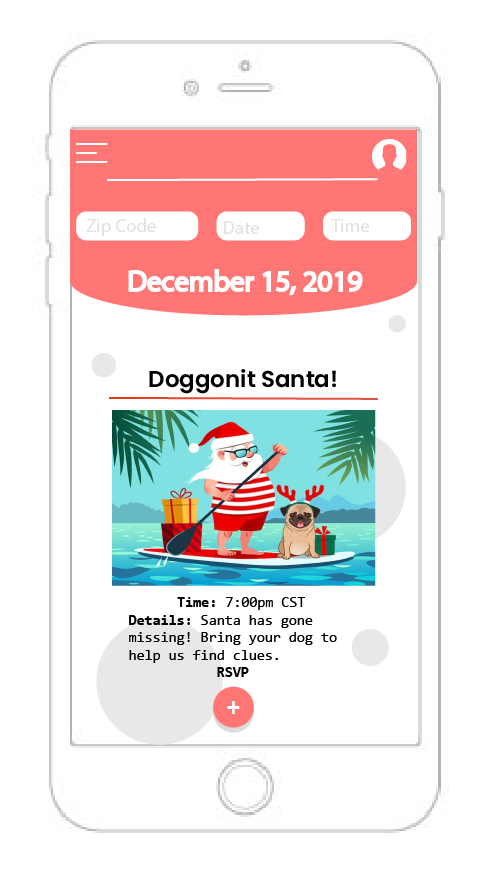 Zip Code Date Time
December 15, 2019
Doggonit Santa!
Time: 7:00pm CST
Details: Santa has gone
missing! Bring your dog to
help us find clues.
RSVP
+